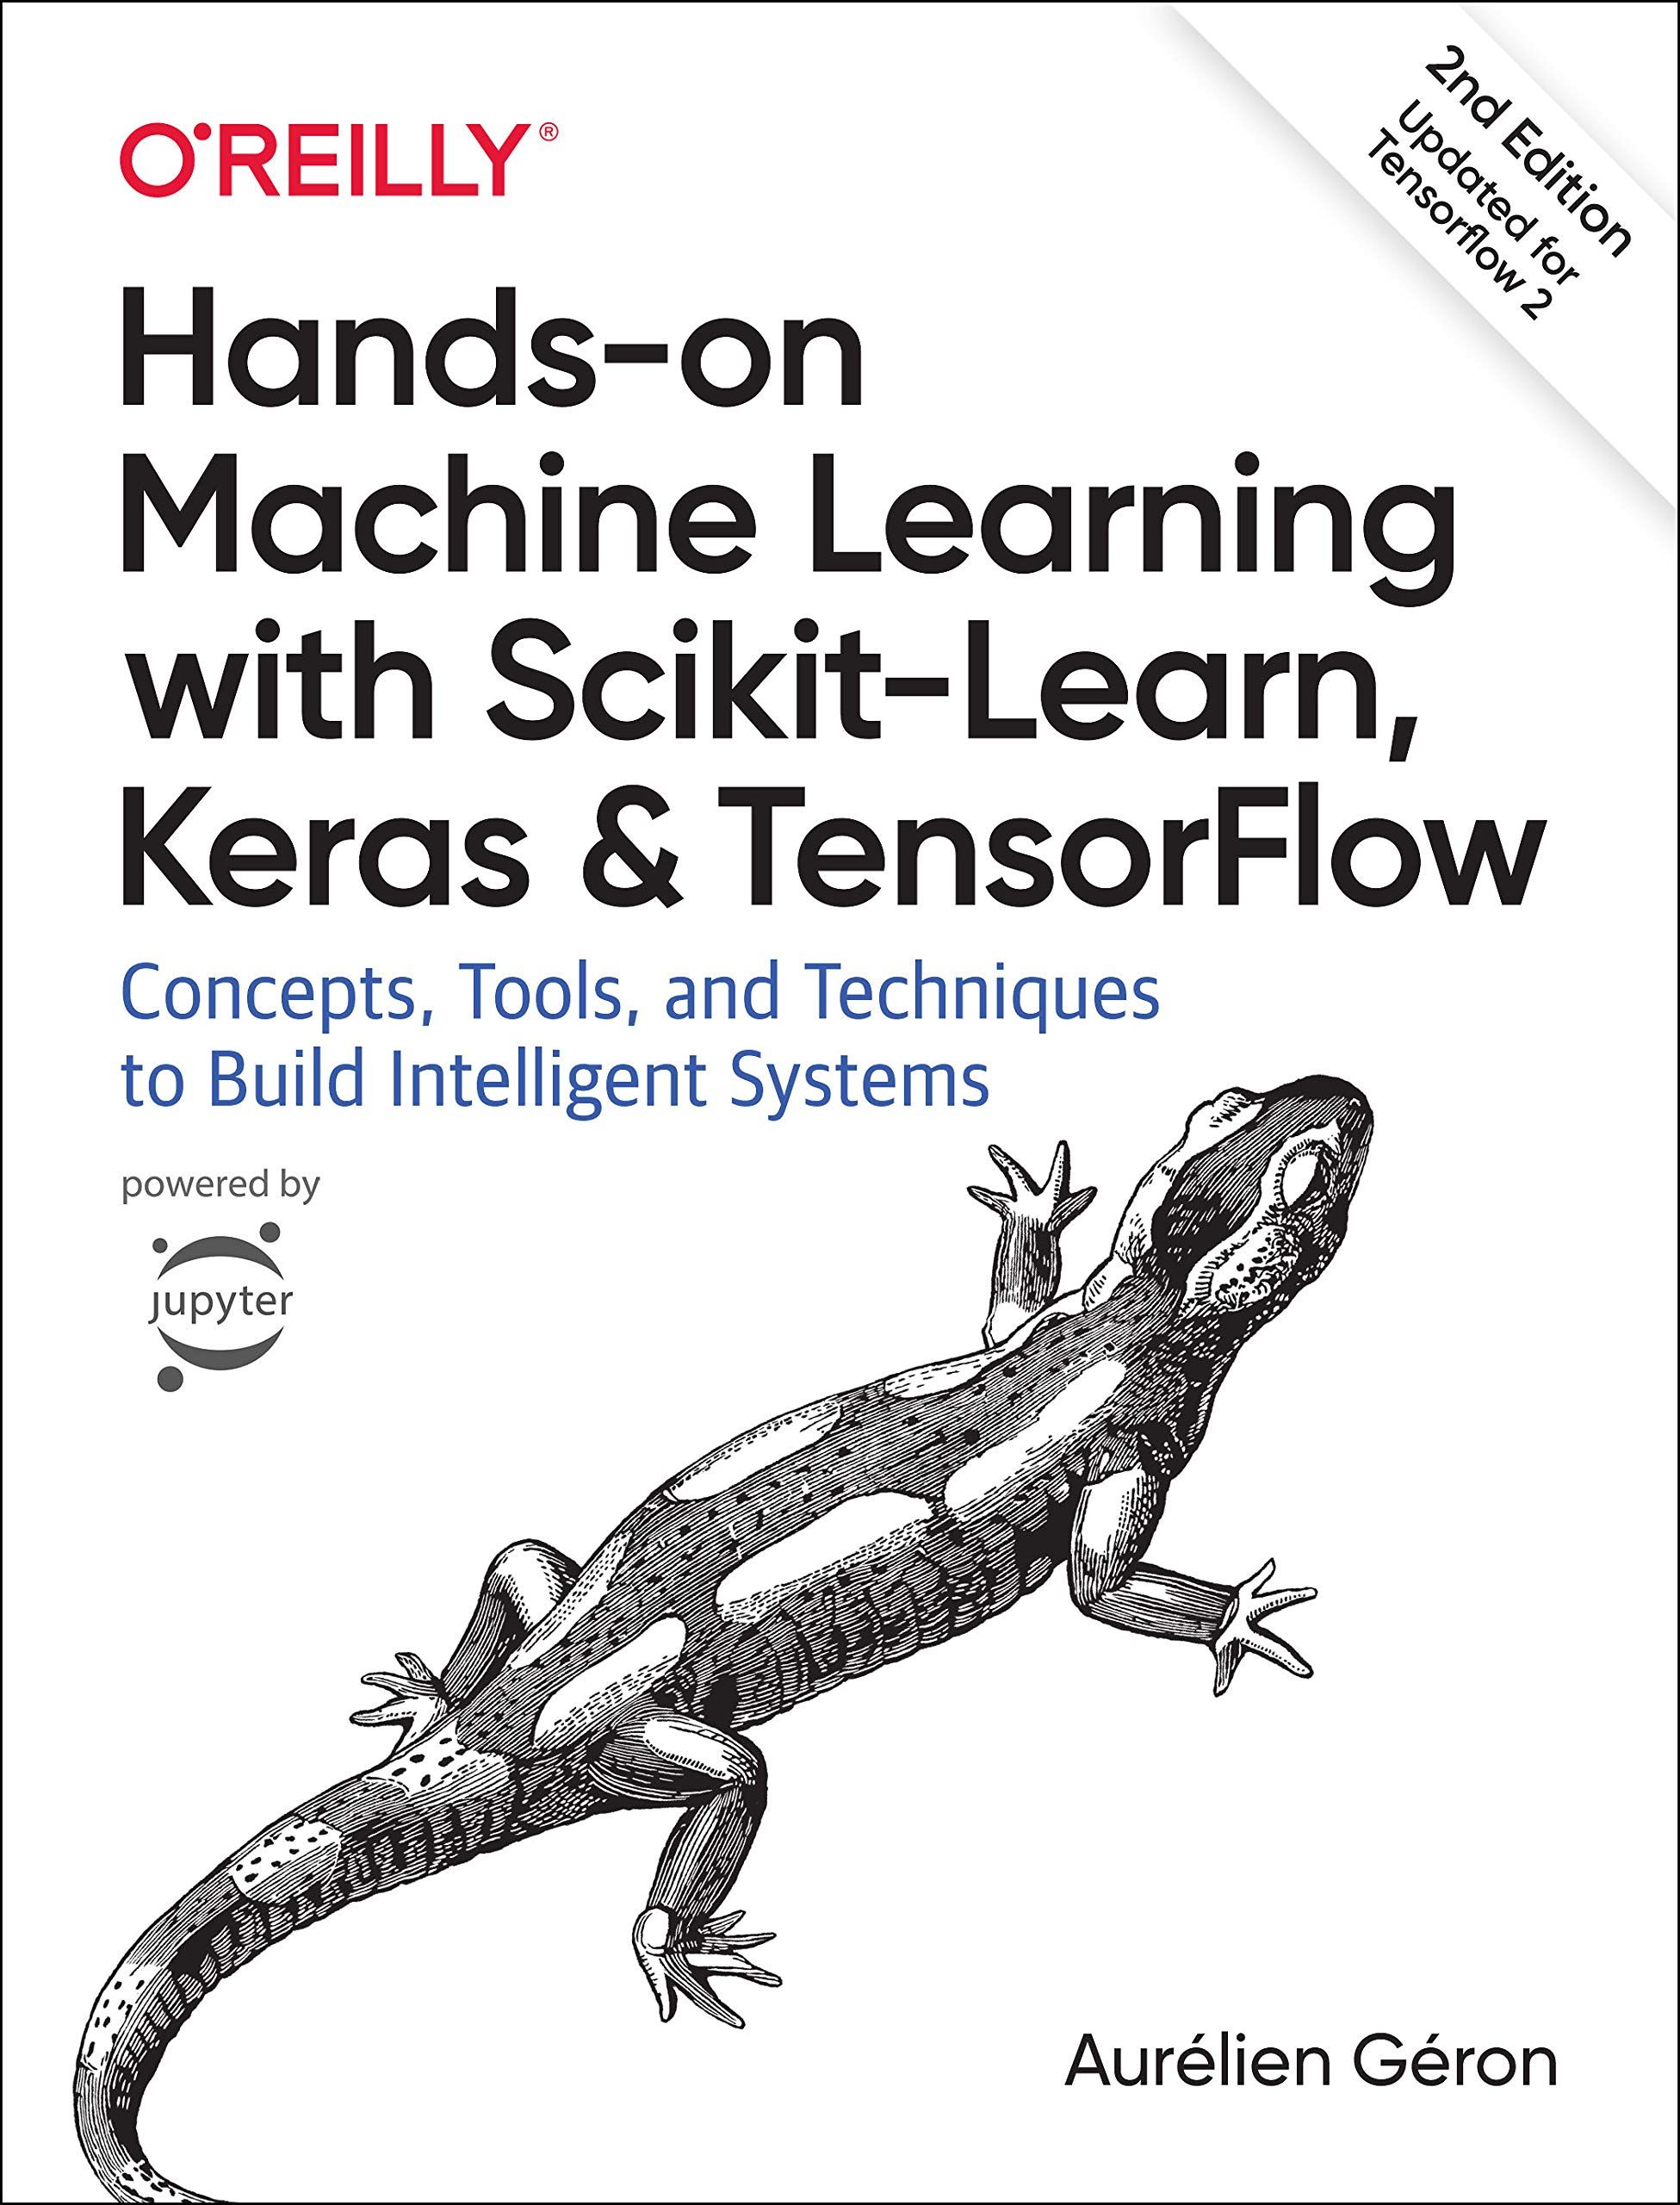 O'REILLY®
2nd Edition
Updated for
Tensorflow 2
Hands-on
Machine Learning
with Scikit-Learn,
Keras & TensorFlow
Concepts, Tools, and Techniques
to Build Intelligent Systems
powered by
jupyter
Aurélien Géron